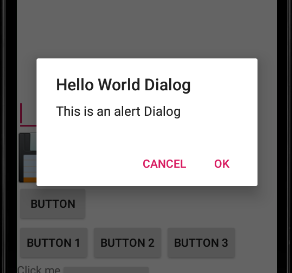 Hello World Dialog
This is an alert Dialog
CANCEL OK
BUTTON
BUTTON 1 BUTTON 2 BUTTON 3
Click me